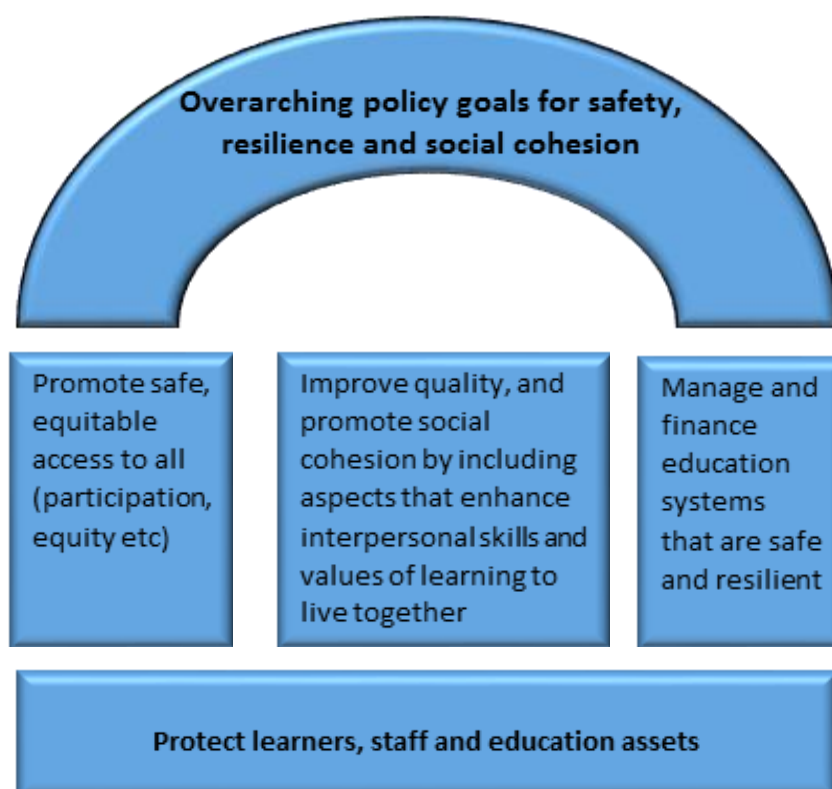 Overarching policy goals for safety,
resilience and social cohesion
Promote safe,
equitable
access to all
(participation,
equity etc)
Improve quality, and
promote social
cohesion by including
aspects that enhance
interpersonal skills and
values of learning to
live together
Manage and
finance
education
systems
that are safe
and resilient
Protect learners, staff and education assets